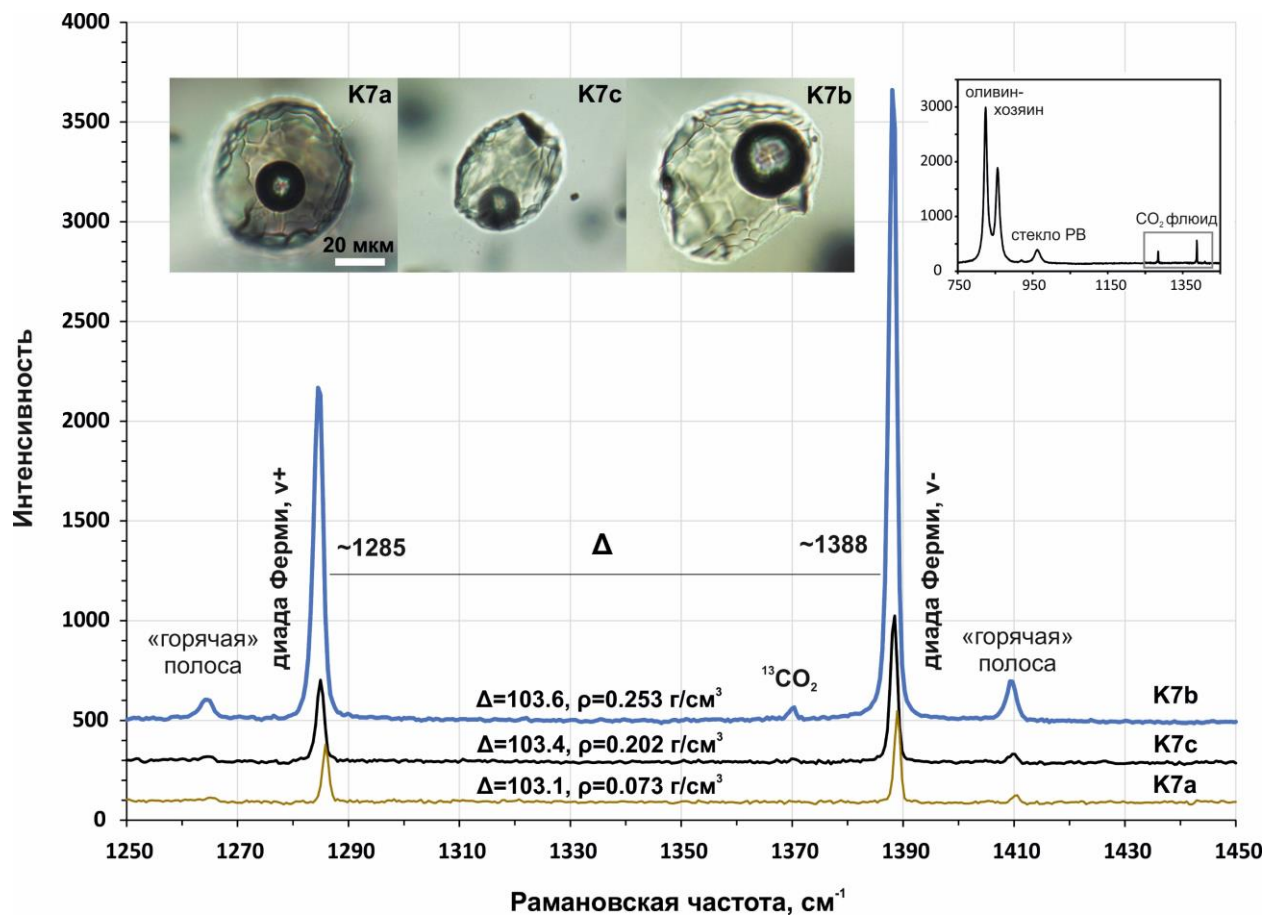 4000
3500
3000
2500
2000
1500
1000
500
0
Интенсивность
K7a
K7c
K7b
20 мкм
оливин-
хозяин
стекло РВ
CO₂ флюид
3000
2000
1000
0
750 950 1150 1350
диада Ферми, ν+
~1285
Δ
~1388
диада Ферми, ν-
«горячая»
полоса
¹³CO₂
«горячая»
полоса
Δ=103.6, ρ=0.253 г/см³
K7b
Δ=103.4, ρ=0.202 г/см³
K7c
Δ=103.1, ρ=0.073 г/см³
K7a
1250 1270 1290 1310 1330 1350 1370 1390 1410 1430 1450
Рамановская частота, см⁻¹